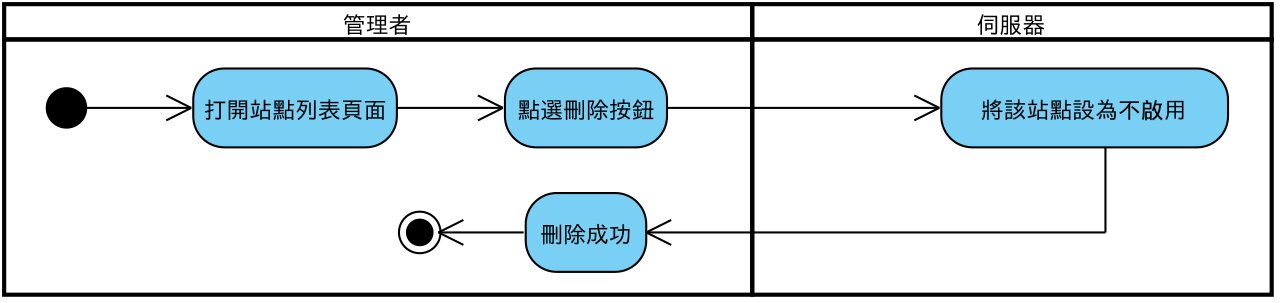 管理者
伺服器
打開站點列表頁面
點選刪除按鈕
將該站點設為不啟用
刪除成功